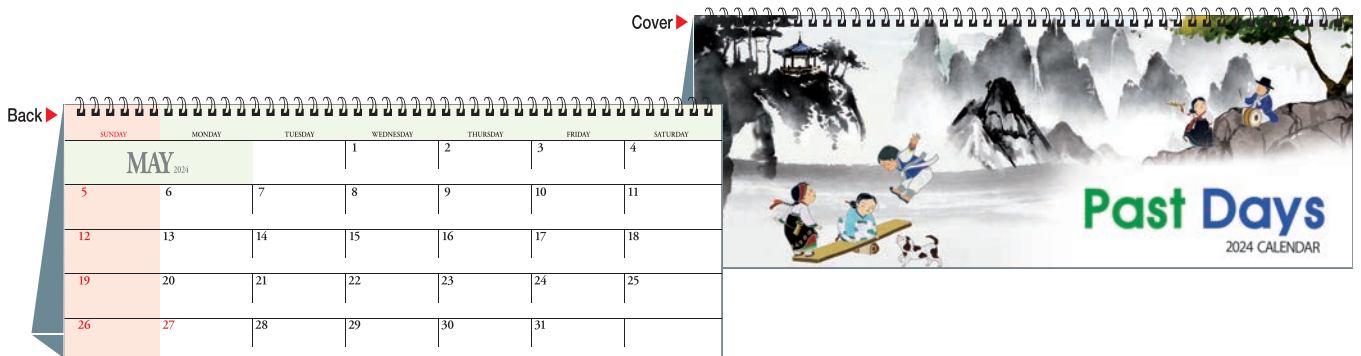 Cover
Past Days
2024 CALENDAR
Back
SUNDAY MONDAY TUESDAY WEDNESDAY THURSDAY FRIDAY SATURDAY
MAY 2024
1 2 3 4
5 6 7 8 9 10 11
12 13 14 15 16 17 18
19 20 21 22 23 24 25
26 27 28 29 30 31